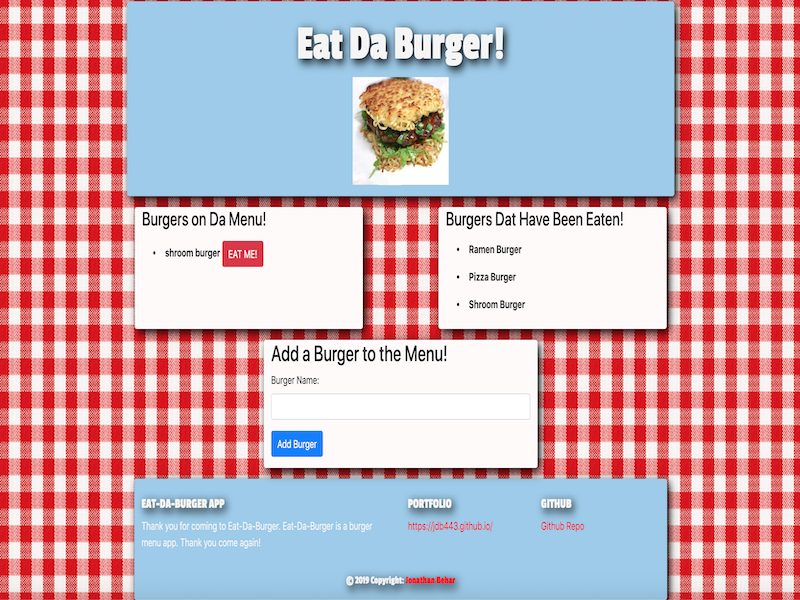 Eat Da Burger!
Burgers on Da Menu!
• shroom burger EAT ME!
Burgers Dat Have Been Eaten!
• Ramen Burger
• Pizza Burger
• Shroom Burger
Add a Burger to the Menu!
Burger Name:
Add Burger
EAT-DA-BURGER APP
Thank you for coming to Eat-Da-Burger. Eat-Da-Burger is a burger
menu app. Thank you come again!
PORTFOLIO
https://jdb443.github.io/
GITHUB
Github Repo
© 2019 Copyright: Jonathan Behar